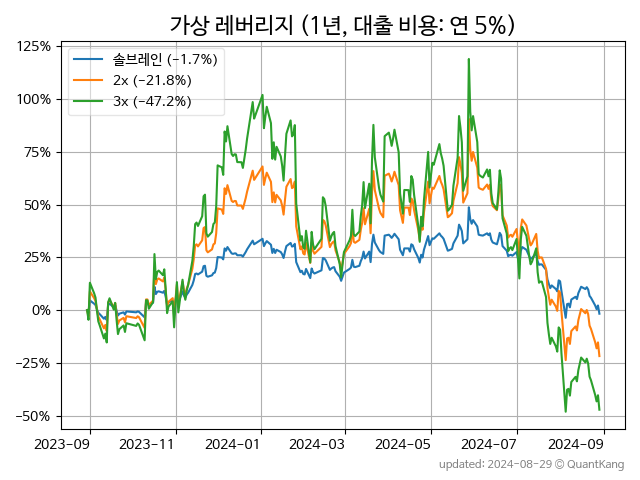 가상 레버리지 (1년, 대출 비용: 연 5%)
솔브레인 (−1.7%)
2x (−21.8%)
3x (−47.2%)
125%
100%
75%
50%
25%
0%
−25%
−50%
2023-09 2023-11 2024-01 2024-03 2024-05 2024-07 2024-09
updated: 2024-08-29 © QuantKang